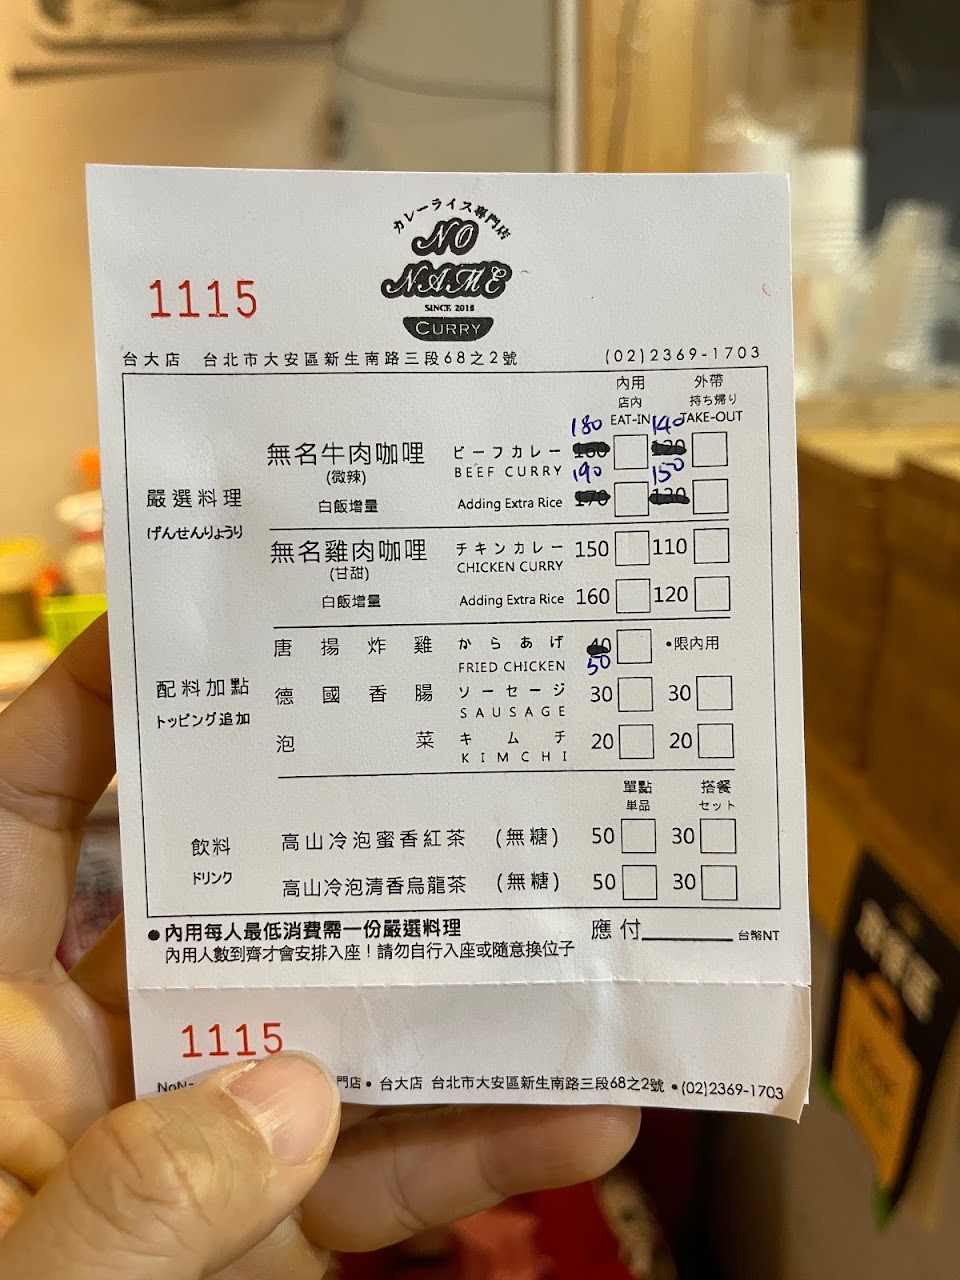 カレーライス専門店
NO
NAME
SINCE 2018
CURRY
1115
台大店 台北市大安區新生南路三段68之2號 (02)2369-1703
內用 外帶
店內 持ち帰り
EAT-IN TAKE-OUT
180 140
無名牛肉咖哩 ビーフカレー 160 120
(微辣) BEEF CURRY
190 150
白飯增量 Adding Extra Rice 170 130
嚴選料理
げんせんりょうり
無名雞肉咖哩 チキンカレー 150 110
(甘甜) CHICKEN CURRY
白飯增量 Adding Extra Rice 160 120
唐揚炸雞 からあげ 40 •限內用
FRIED CHICKEN 50
配料加點
トッピング追加
德國香腸 ソーセージ 30 30
SAUSAGE
泡菜 キムチ 20 20
KIMCHI
單點 搭餐
単品 セット
飲料
ドリンク
高山冷泡蜜香紅茶 (無糖) 50 30
高山冷泡清香烏龍茶 (無糖) 50 30
●內用每人最低消費需一份嚴選料理 應付 台幣NT
內用人數到齊才會安排入座!請勿自行入座或隨意換位子
1115
門店• 台大店 台北市大安區新生南路三段68之2號 •(02)2369-1703